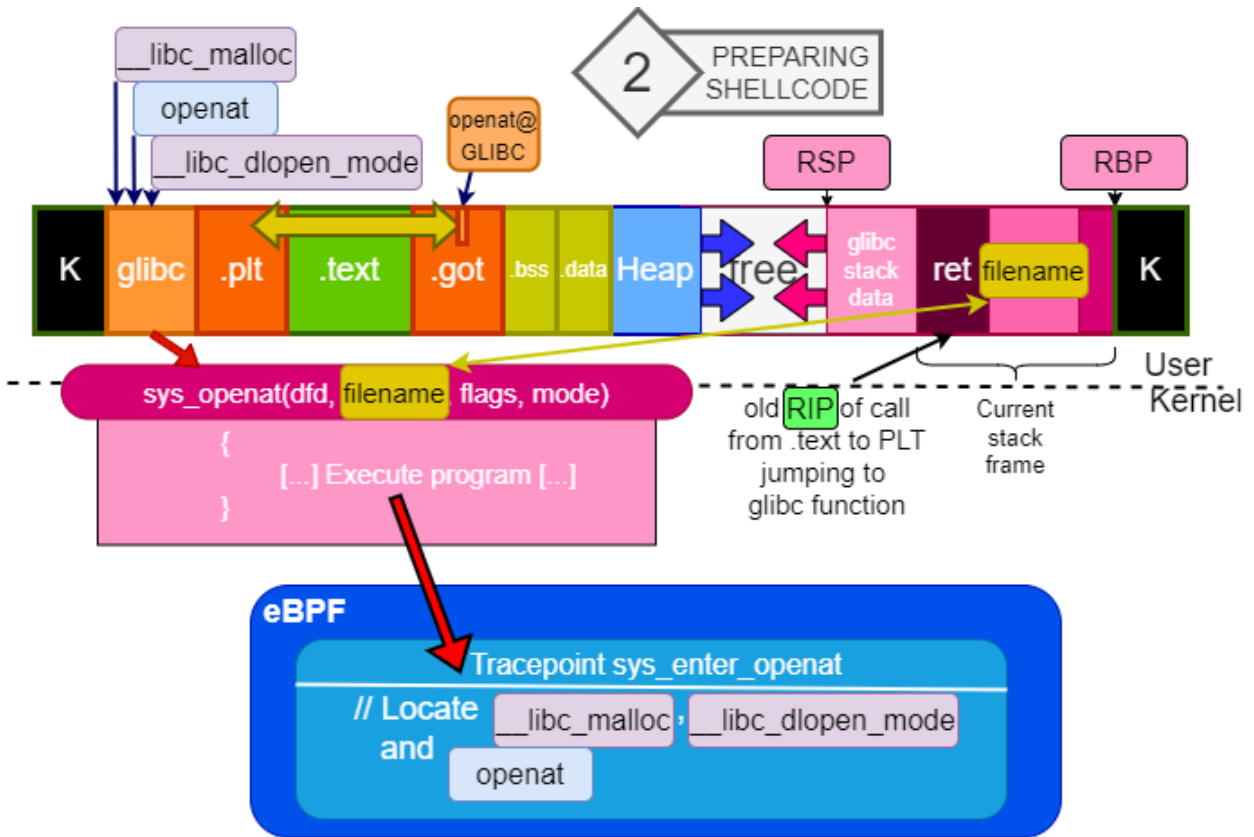 __libc_malloc
openat
__libc_dlopen_mode
openat@
GLIBC
2
PREPARING
SHELLCODE
RSP
RBP
K
glibc
.plt
.text
.got
.bss
.data
Heap
free
glibc
stack
data
ret
filename
K
User
Kernel
sys_openat(dfd, filename, flags, mode)
{
[...] Execute program [...]
}
old RIP of call
from .text to PLT
jumping to
glibc function
Current
stack
frame
eBPF
Tracepoint sys_enter_openat
// Locate __libc_malloc, __libc_dlopen_mode
and openat